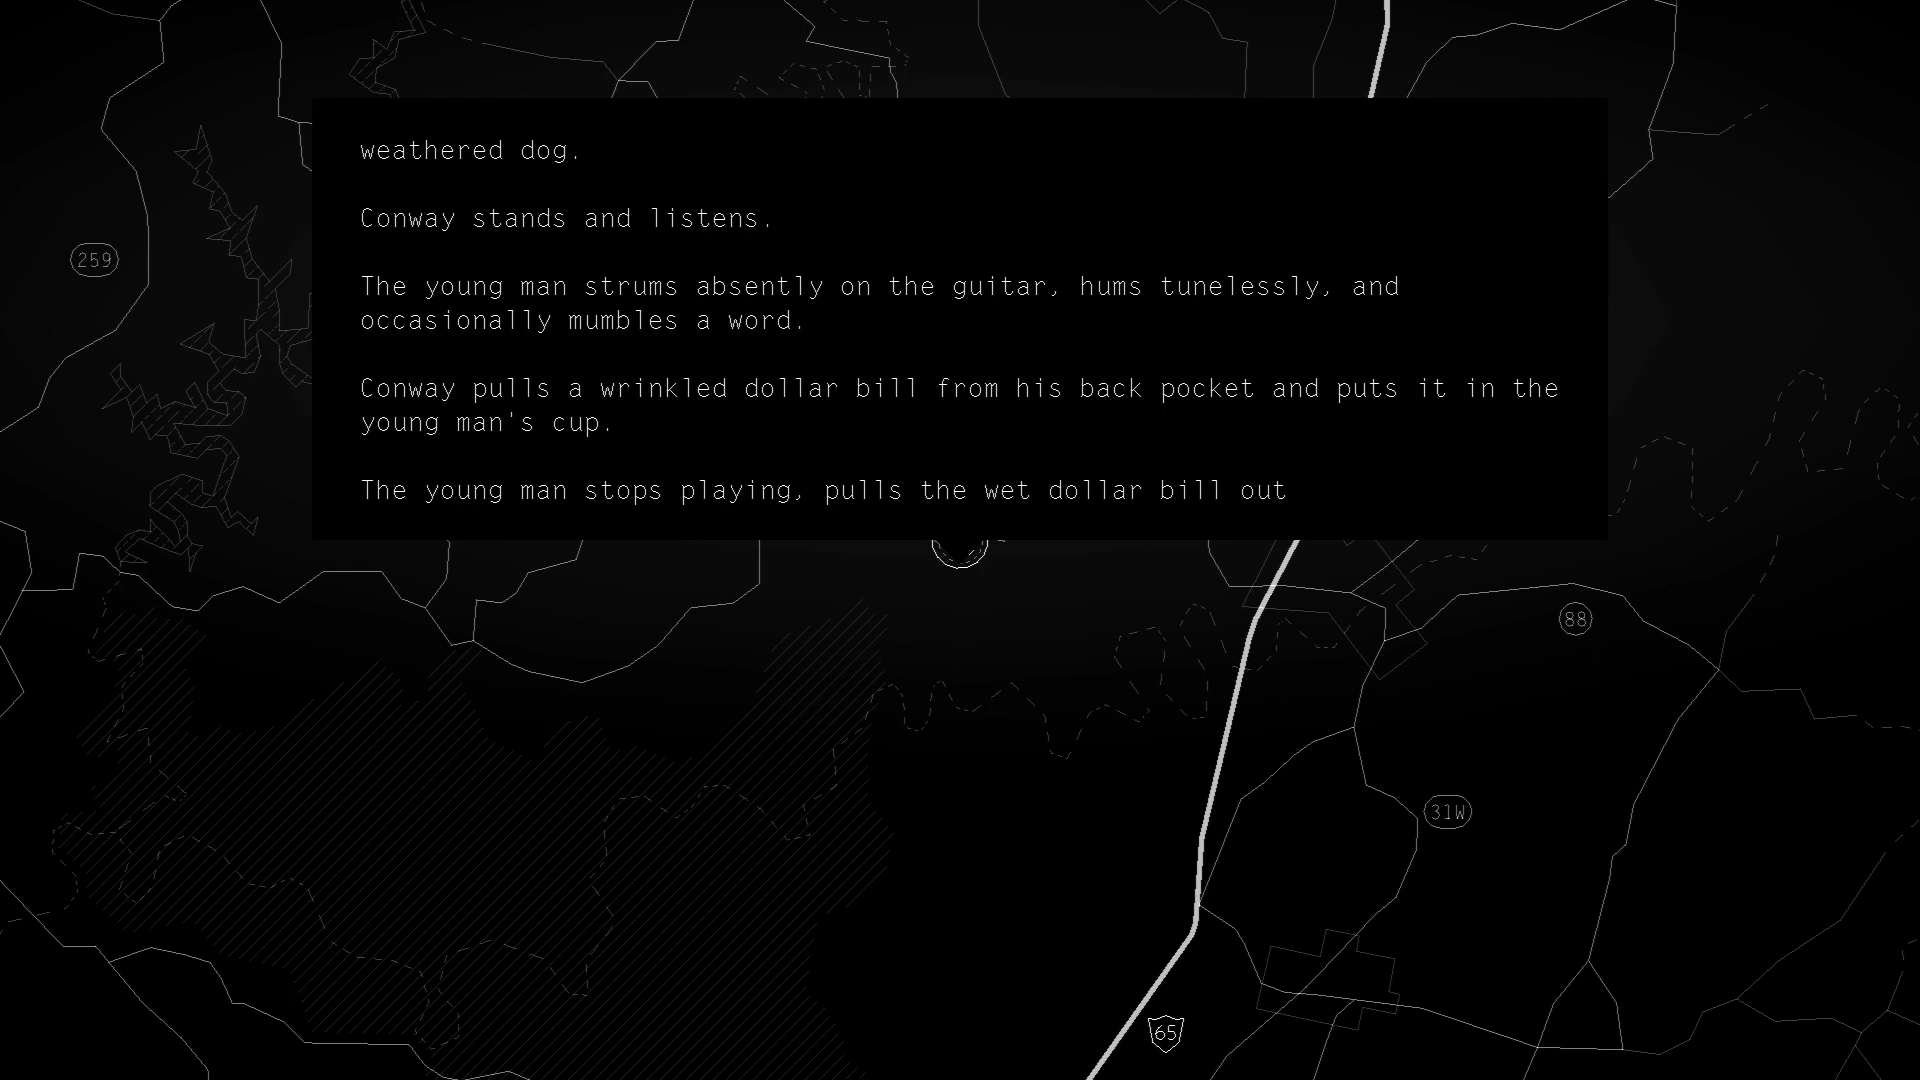 weathered dog.
Conway stands and listens.
259
The young man strums absently on the guitar, hums tunelessly, and
occasionally mumbles a word.
Conway pulls a wrinkled dollar bill from his back pocket and puts it in the
young man's cup.
The young man stops playing, pulls the wet dollar bill out
88
31W
65